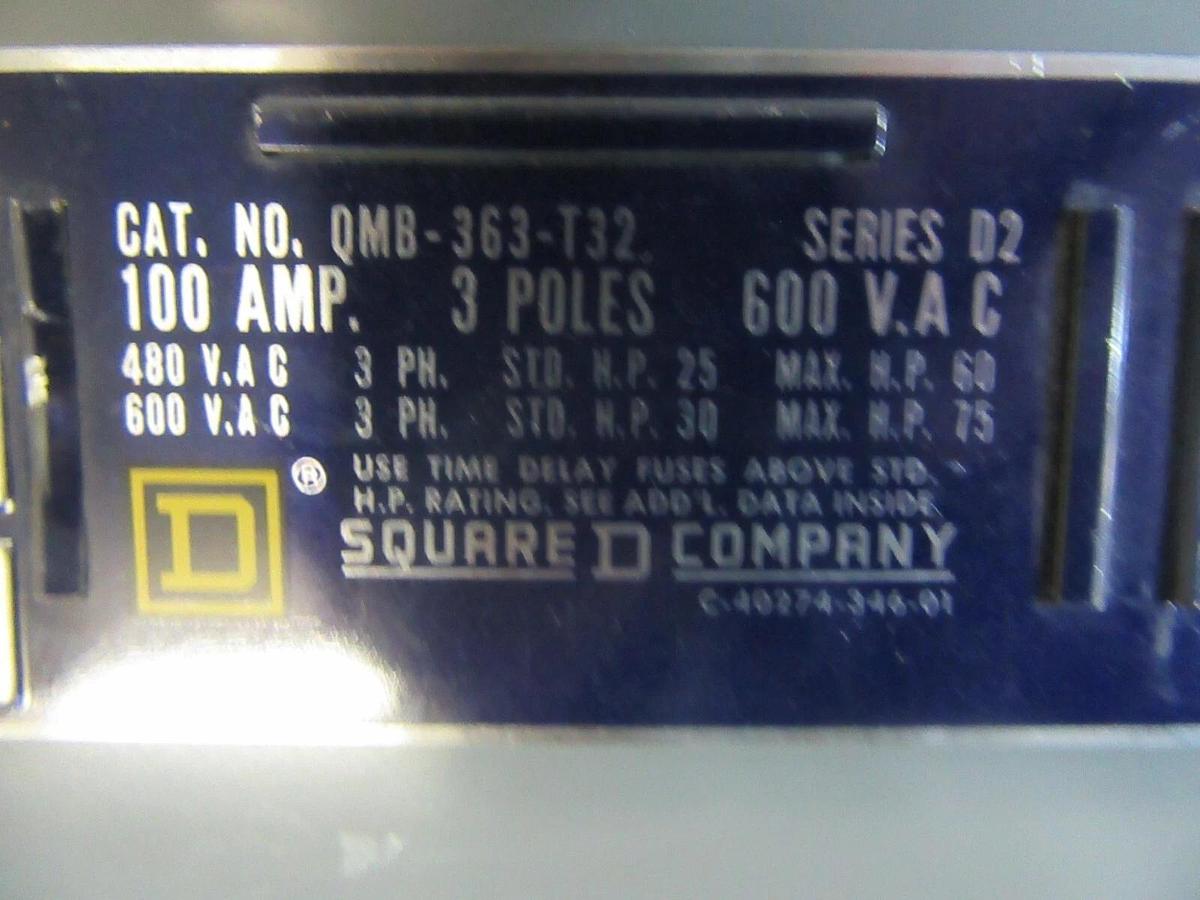 CAT. NO. QMB-363-T32. SERIES D2
100 AMP. 3 POLES 600 V.A C
480 V.A C 3 PH. STD. H.P. 25 MAX. H.P. 60
600 V.A C 3 PH. STD. H.P. 30 MAX. H.P. 75
D ® USE TIME DELAY FUSES ABOVE STD.
H.P. RATING. SEE ADD'L. DATA INSIDE.
SQUARE D COMPANY
C-40274-346-01